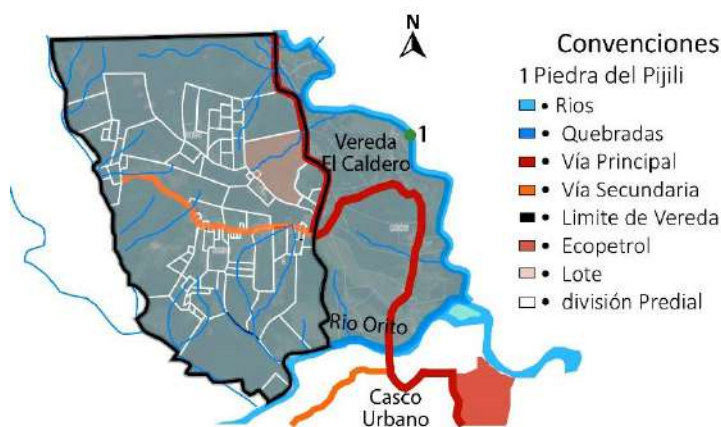 N
1
Vereda
El Caldero
Rio Orito
Casco
Urbano
Convenciones
1 Piedra del Pijili
• Rios
• Quebradas
• Vía Principal
• Vía Secundaria
• Limite de Vereda
• Ecopetrol
• Lote
• división Predial